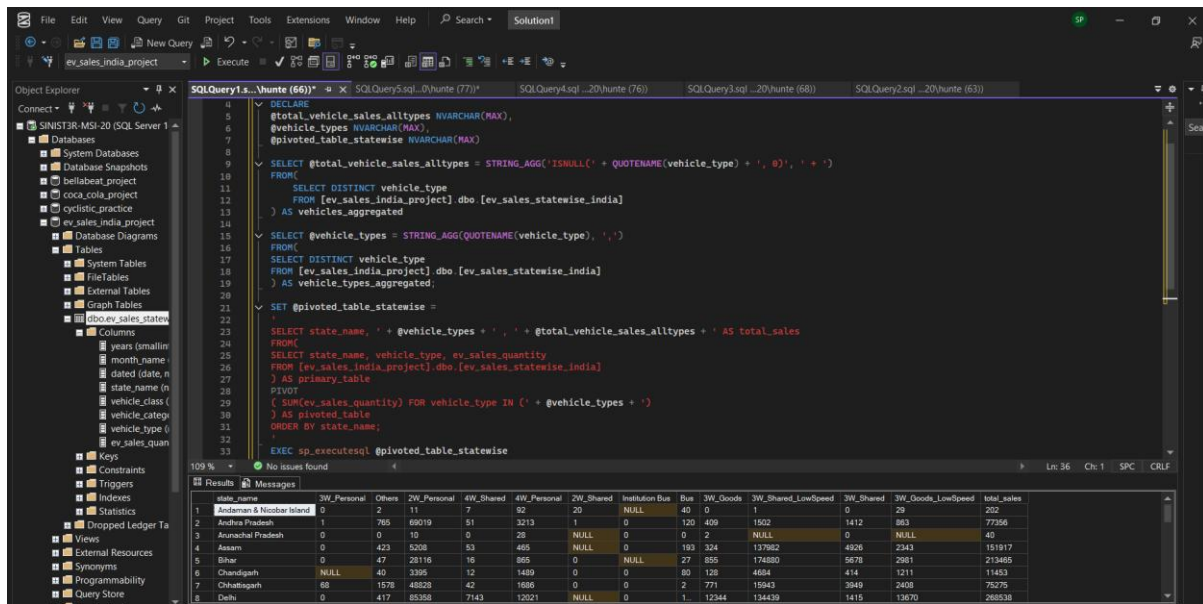 File Edit View Query Git Project Tools Extensions Window Help Search Solution1 SP
New Query
ev_sales_india_project Execute
Object Explorer
Connect
SINIST3R-MSI-20 (SQL Server 1
Databases
System Databases
Database Snapshots
bellabeat_project
coca_cola_project
cyclistic_practice
ev_sales_india_project
Database Diagrams
Tables
System Tables
FileTables
External Tables
Graph Tables
dbo.ev_sales_statew
Columns
years (smallin
month_name (
dated (date, n
state_name (n
vehicle_class (
vehicle_catego
vehicle_type (
ev_sales_quan
Keys
Constraints
Triggers
Indexes
Statistics
Dropped Ledger Ta
Views
External Resources
Synonyms
Programmability
Query Store
SQLQuery1.s...\hunte (66))* SQLQuery5.sql...0\hunte (77))* SQLQuery4.sql ...20\hunte (76)) SQLQuery3.sql ...20\hunte (68)) SQLQuery2.sql ...20\hunte (63))
4 DECLARE
5 @total_vehicle_sales_alltypes NVARCHAR(MAX),
6 @vehicle_types NVARCHAR(MAX),
7 @pivoted_table_statewise NVARCHAR(MAX)
8
9 SELECT @total_vehicle_sales_alltypes = STRING_AGG('ISNULL(' + QUOTENAME(vehicle_type) + ', 0)', ' + ')
10 FROM(
11 SELECT DISTINCT vehicle_type
12 FROM [ev_sales_india_project].dbo.[ev_sales_statewise_india]
13 ) AS vehicles_aggregated
14
15 SELECT @vehicle_types = STRING_AGG(QUOTENAME(vehicle_type), ',')
16 FROM(
17 SELECT DISTINCT vehicle_type
18 FROM [ev_sales_india_project].dbo.[ev_sales_statewise_india]
19 ) AS vehicle_types_aggregated;
20
21 SET @pivoted_table_statewise =
22 '
23 SELECT state_name, ' + @vehicle_types + ' , ' + @total_vehicle_sales_alltypes + ' AS total_sales
24 FROM(
25 SELECT state_name, vehicle_type, ev_sales_quantity
26 FROM [ev_sales_india_project].dbo.[ev_sales_statewise_india]
27 ) AS primary_table
28 PIVOT
29 ( SUM(ev_sales_quantity) FOR vehicle_type IN (' + @vehicle_types + ')
30 ) AS pivoted_table
31 ORDER BY state_name;
32 '
33 EXEC sp_executesql @pivoted_table_statewise
109 % No issues found Ln: 36 Ch: 1 SPC CRLF
Results Messages
state_name 3W_Personal Others 2W_Personal 4W_Shared 4W_Personal 2W_Shared Institution Bus Bus 3W_Goods 3W_Shared_LowSpeed 3W_Shared 3W_Goods_LowSpeed total_sales
1 Andaman & Nicobar Island 0 2 11 7 92 20 NULL 40 0 1 0 29 202
2 Andhra Pradesh 1 765 69019 51 3213 1 0 120 409 1502 1412 863 77356
3 Arunachal Pradesh 0 0 10 0 28 NULL 0 0 2 NULL 0 NULL 40
4 Assam 0 423 5208 53 465 NULL 0 193 324 137982 4926 2343 151917
5 Bihar 0 47 28116 16 865 0 NULL 27 855 174880 5678 2981 213465
6 Chandigarh NULL 40 3395 12 1489 0 0 80 128 4684 414 1211 11453
7 Chhattisgarh 68 1578 48828 42 1686 0 0 2 771 15943 3949 2408 75275
8 Delhi 0 417 85358 7143 12021 NULL 0 1... 12344 134439 1415 13670 268538